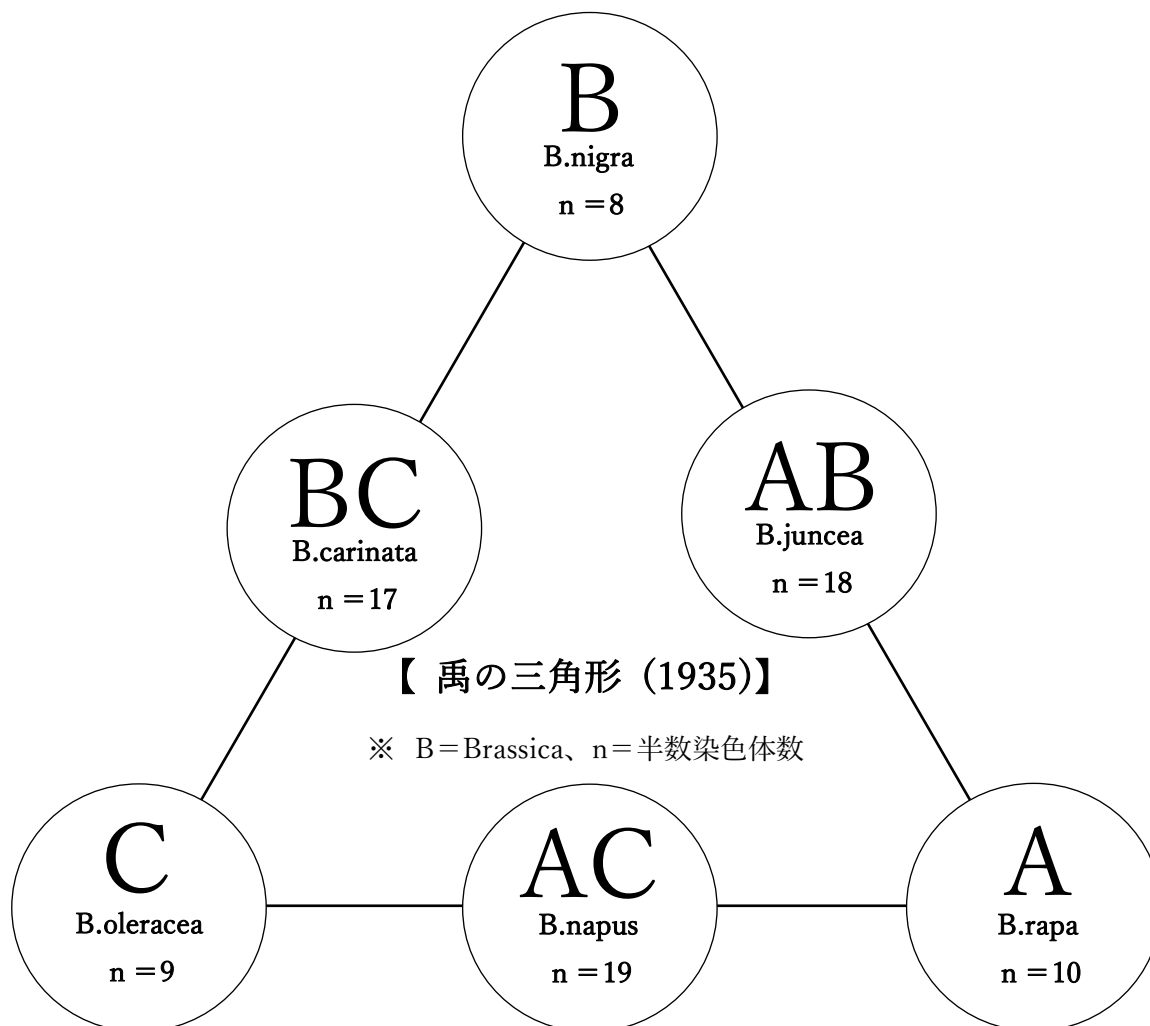 B
B.nigra
n＝8
BC
B.carinata
n＝17
AB
B.juncea
n＝18
【 禹の三角形 (1935)】
※ B＝Brassica、n＝半数染色体数
C
B.oleracea
n＝9
AC
B.napus
n＝19
A
B.rapa
n＝10